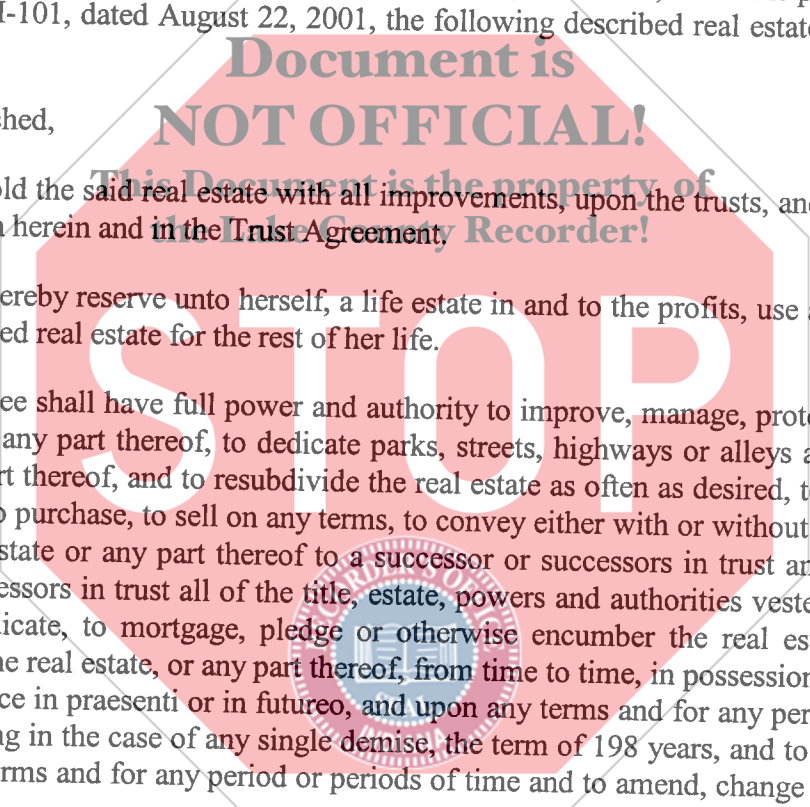 I-101, dated August 22, 2001, the following described real estate
Document is
NOT OFFICIAL!
hed,
This Document is the property of
old the said real estate with all improvements, upon the trusts, and
herein and in the Trust Agreement.
the Lake County Recorder!
ereby reserve unto herself, a life estate in and to the profits, use
ed real estate for the rest of her life.
STOP
ee shall have full power and authority to improve, manage, prote
any part thereof, to dedicate parks, streets, highways or alleys a
rt thereof, and to resubdivide the real estate as often as desired, t
o purchase, to sell on any terms, to convey either with or without
state or any part thereof to a successor or successors in trust an
essors in trust all of the title, estate, powers and authorities veste
licate, to mortgage, pledge or otherwise encumber the real es
he real estate, or any part thereof, from time to time, in possession
ce in praesenti or in futureo, and upon any terms and for any per
ng in the case of any single demise, the term of 198 years, and to
rms and for any period or periods of time and to amend, change
RECORDER'S OFFICE
SEAL
INDIANA